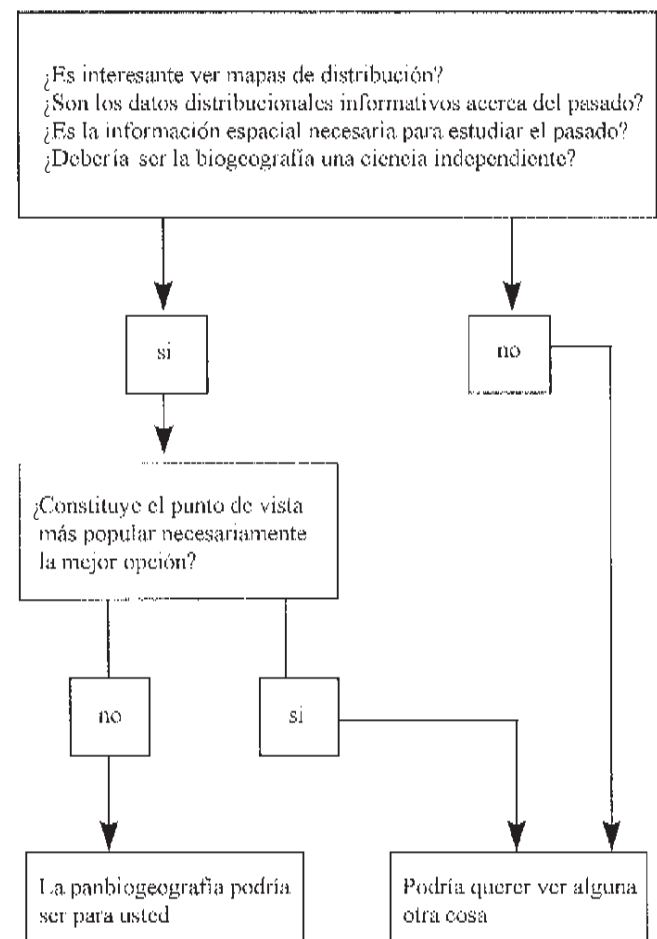 ¿Es interesante ver mapas de distribución?
¿Son los datos distribucionales informativos acerca del pasado?
¿Es la información espacial necesaria para estudiar el pasado?
¿Debería ser la biogeografía una ciencia independiente?
si
no
¿Constituye el punto de vista
más popular necesariamente
la mejor opción?
no
si
La panbiogeografía podría
ser para usted
Podría querer ver alguna
otra cosa